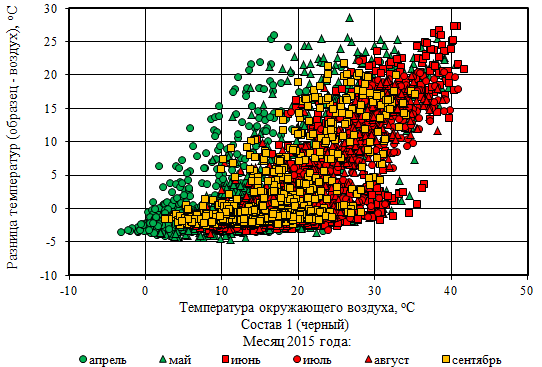 Разница температур (образец - воздух), °С
30
25
20
15
10
5
0
-5
-10
-10 0 10 20 30 40 50
Температура окружающего воздуха, °С
Состав 1 (черный)
Месяц 2015 года:
апрель май июнь июль август сентябрь